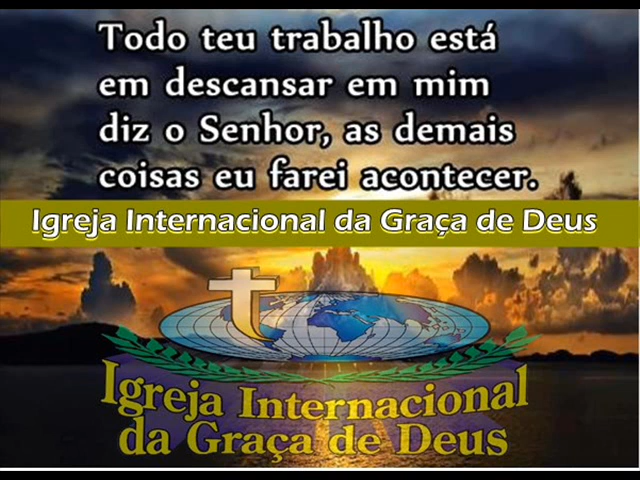 Todo teu trabalho está
em descansar em mim
diz o Senhor, as demais
coisas eu farei acontecer.
Igreja Internacional da Graça de Deus
Igreja Internacional
da Graça de Deus